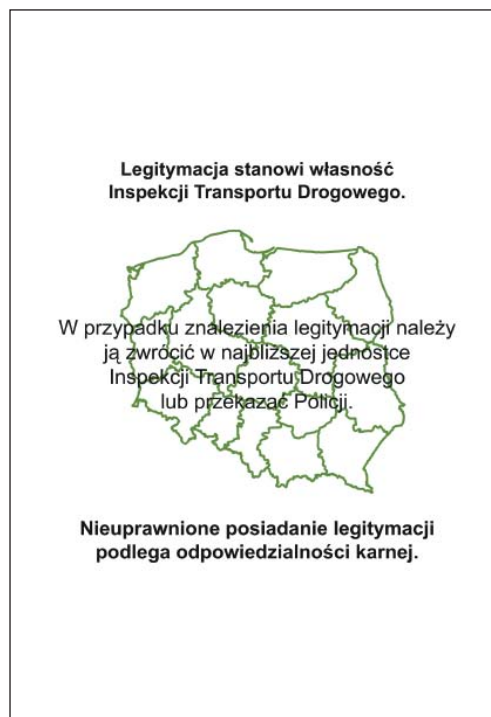 Legitymacja stanowi własność
Inspekcji Transportu Drogowego.
W przypadku znalezienia legitymacji należy
ją zwrócić w najbliższej jednostce
Inspekcji Transportu Drogowego
lub przekazać Policji.
Nieuprawnione posiadanie legitymacji
podlega odpowiedzialności karnej.